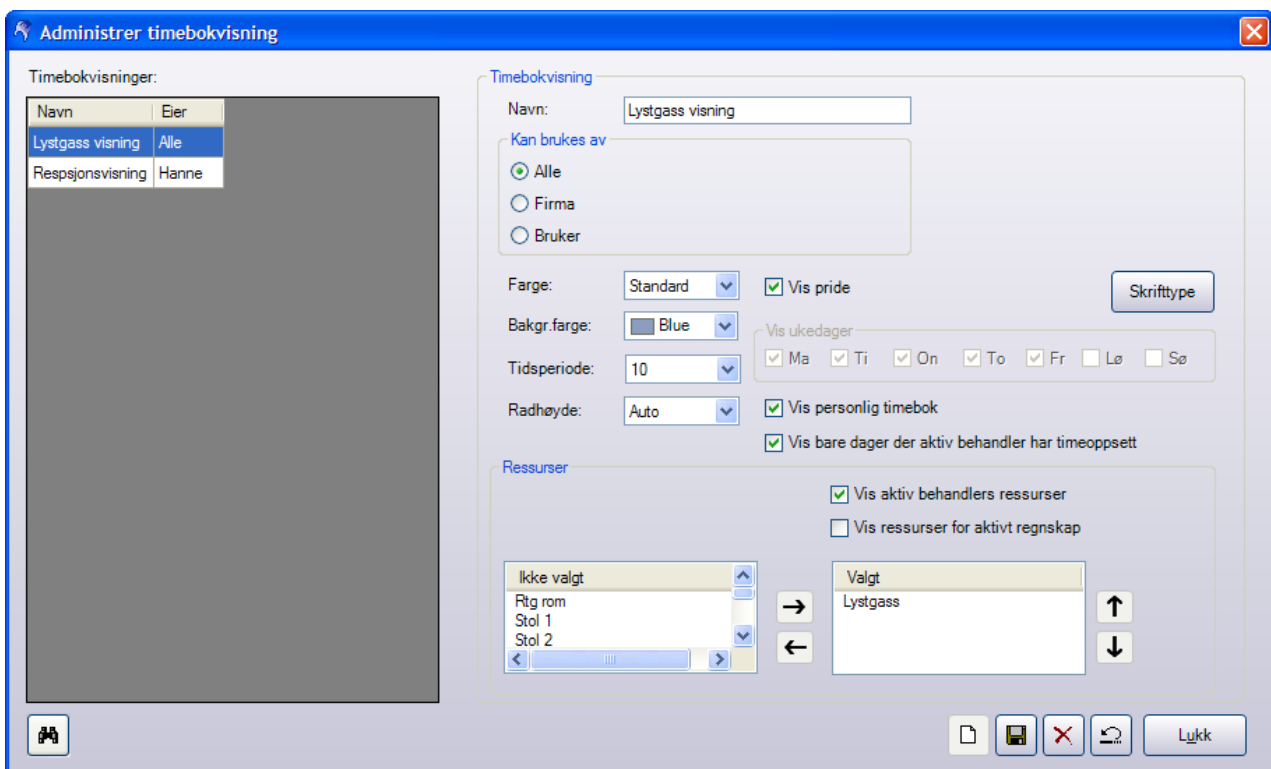 Administrer timebokvisning
Timebokvisninger:
Navn Eier
Lystgass visning Alle
Respsjonsvisning Hanne
Timebokvisning
Navn: Lystgass visning
Kan brukes av
Alle
Firma
Bruker
Farge: Standard Vis pride Skrifttype
Bakgr.farge: Blue
Vis ukedager
Ma Ti On To Fr Lø Sø
Tidsperiode: 10
Radhøyde: Auto Vis personlig timebok
Vis bare dager der aktiv behandler har timeoppsett
Ressurser
Vis aktiv behandlers ressurser
Vis ressurser for aktivt regnskap
Ikke valgt
Rtg rom
Stol 1
Stol 2
Valgt
Lystgass
Lukk